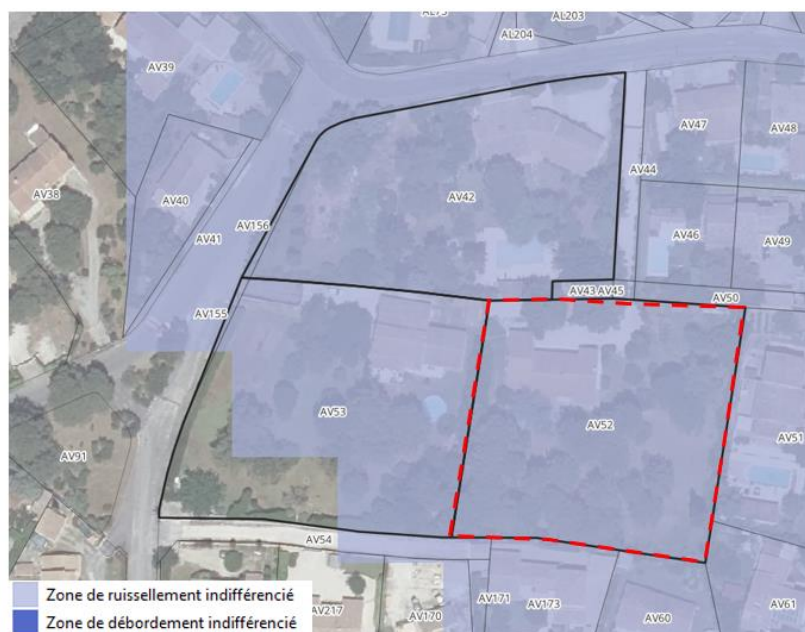 AL75
AL203
AL204
AV39
AV47
AV48
AV44
AV38
AV40
AV42
AV46
AV156
AV41
AV49
AV43 AV45
AV50
AV155
AV53
AV52
AV51
AV91
AV54
AV171
AV173
AV61
AV217
AV170
AV60
Zone de ruissellement indifférencié
Zone de débordement indifférencié